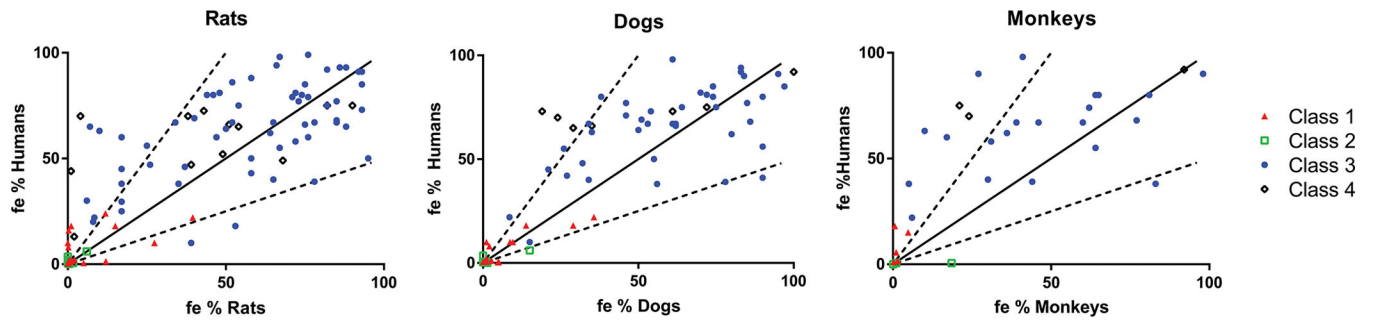 Rats
Dogs
Monkeys
fe % Humans
100
50
0
0
50
100
fe % Rats
fe % Humans
100
50
0
0
50
100
fe % Dogs
fe %Humans
100
50
0
0
50
100
fe % Monkeys
Class 1
Class 2
Class 3
Class 4